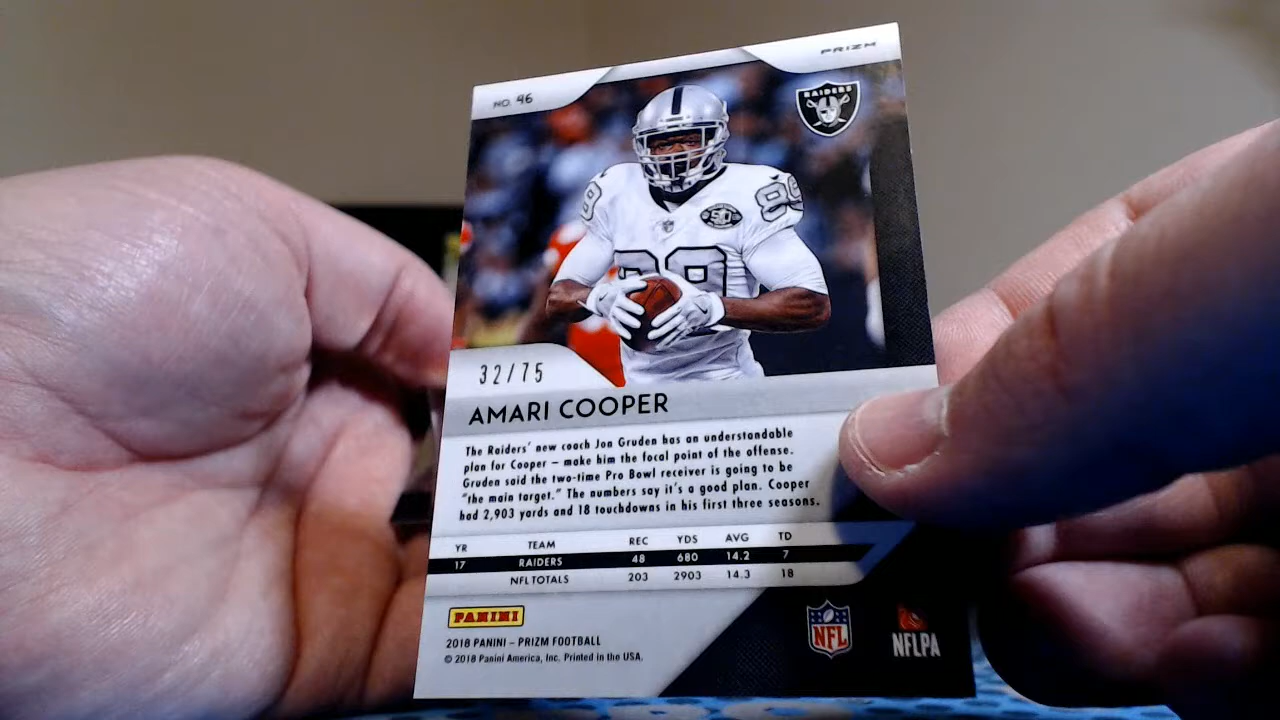 PRIZM
NO. 96
RAIDERS
89
89
90
89
32/75
AMARI COOPER
The Raiders' new coach Jon Gruden has an understandable
plan for Cooper – make him the focal point of the offense.
Gruden said the two-time Pro Bowl receiver is going to be
"the main target." The numbers say it's a good plan. Cooper
had 2,903 yards and 18 touchdowns in his first three seasons.
YR TEAM REC YDS AVG TD
17 RAIDERS 48 680 14.2 7
NFL TOTALS 203 2903 14.3 18
PANINI
NFL
NFLPA
2018 PANINI – PRIZM FOOTBALL
© 2018 Panini America, Inc. Printed in the USA.